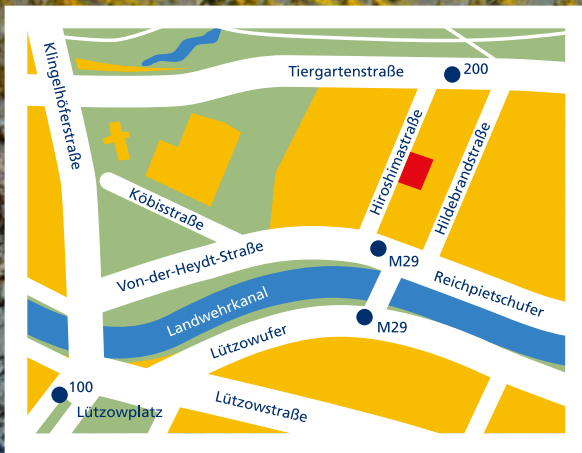 Klingelhöferstraße
Tiergartenstraße
200
Hiroshimastraße
Hildebrandstraße
Köbisstraße
Von-der-Heydt-Straße
M29
Reichpietschufer
Landwehrkanal
Lützowufer
M29
100
Lützowplatz
Lützowstraße